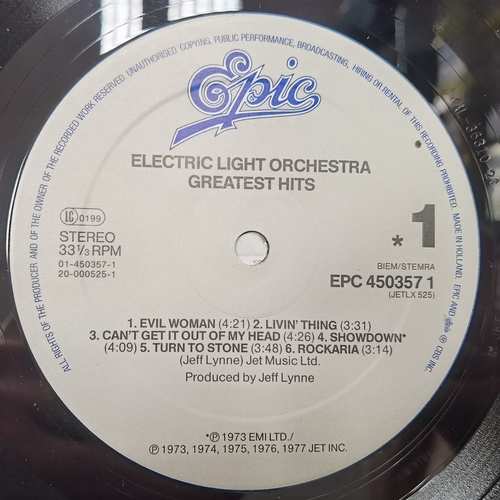 ALL RIGHTS OF THE PRODUCER AND OF THE OWNER OF THE RECORDED WORK RESERVED. UNAUTHORISED COPYING, PUBLIC PERFORMANCE, BROADCASTING, HIRING OR RENTAL OF THIS RECORDING PROHIBITED. MADE IN HOLLAND. EPIC AND ARE CBS INC.
Epic
ELECTRIC LIGHT ORCHESTRA
GREATEST HITS
LC 0199
STEREO
33⅓ RPM
01-450357-1
20-000525-1
*1
BIEM/STEMRA
EPC 450357 1
(JETLX 525)
1. EVIL WOMAN (4:21) 2. LIVIN' THING (3:31)
3. CAN'T GET IT OUT OF MY HEAD (4:26) 4. SHOWDOWN*
(4:09) 5. TURN TO STONE (3:48) 6. ROCKARIA (3:14)
(Jeff Lynne) Jet Music Ltd.
Produced by Jeff Lynne
*℗ 1973 EMI LTD./
℗ 1973, 1974, 1975, 1976, 1977 JET INC.